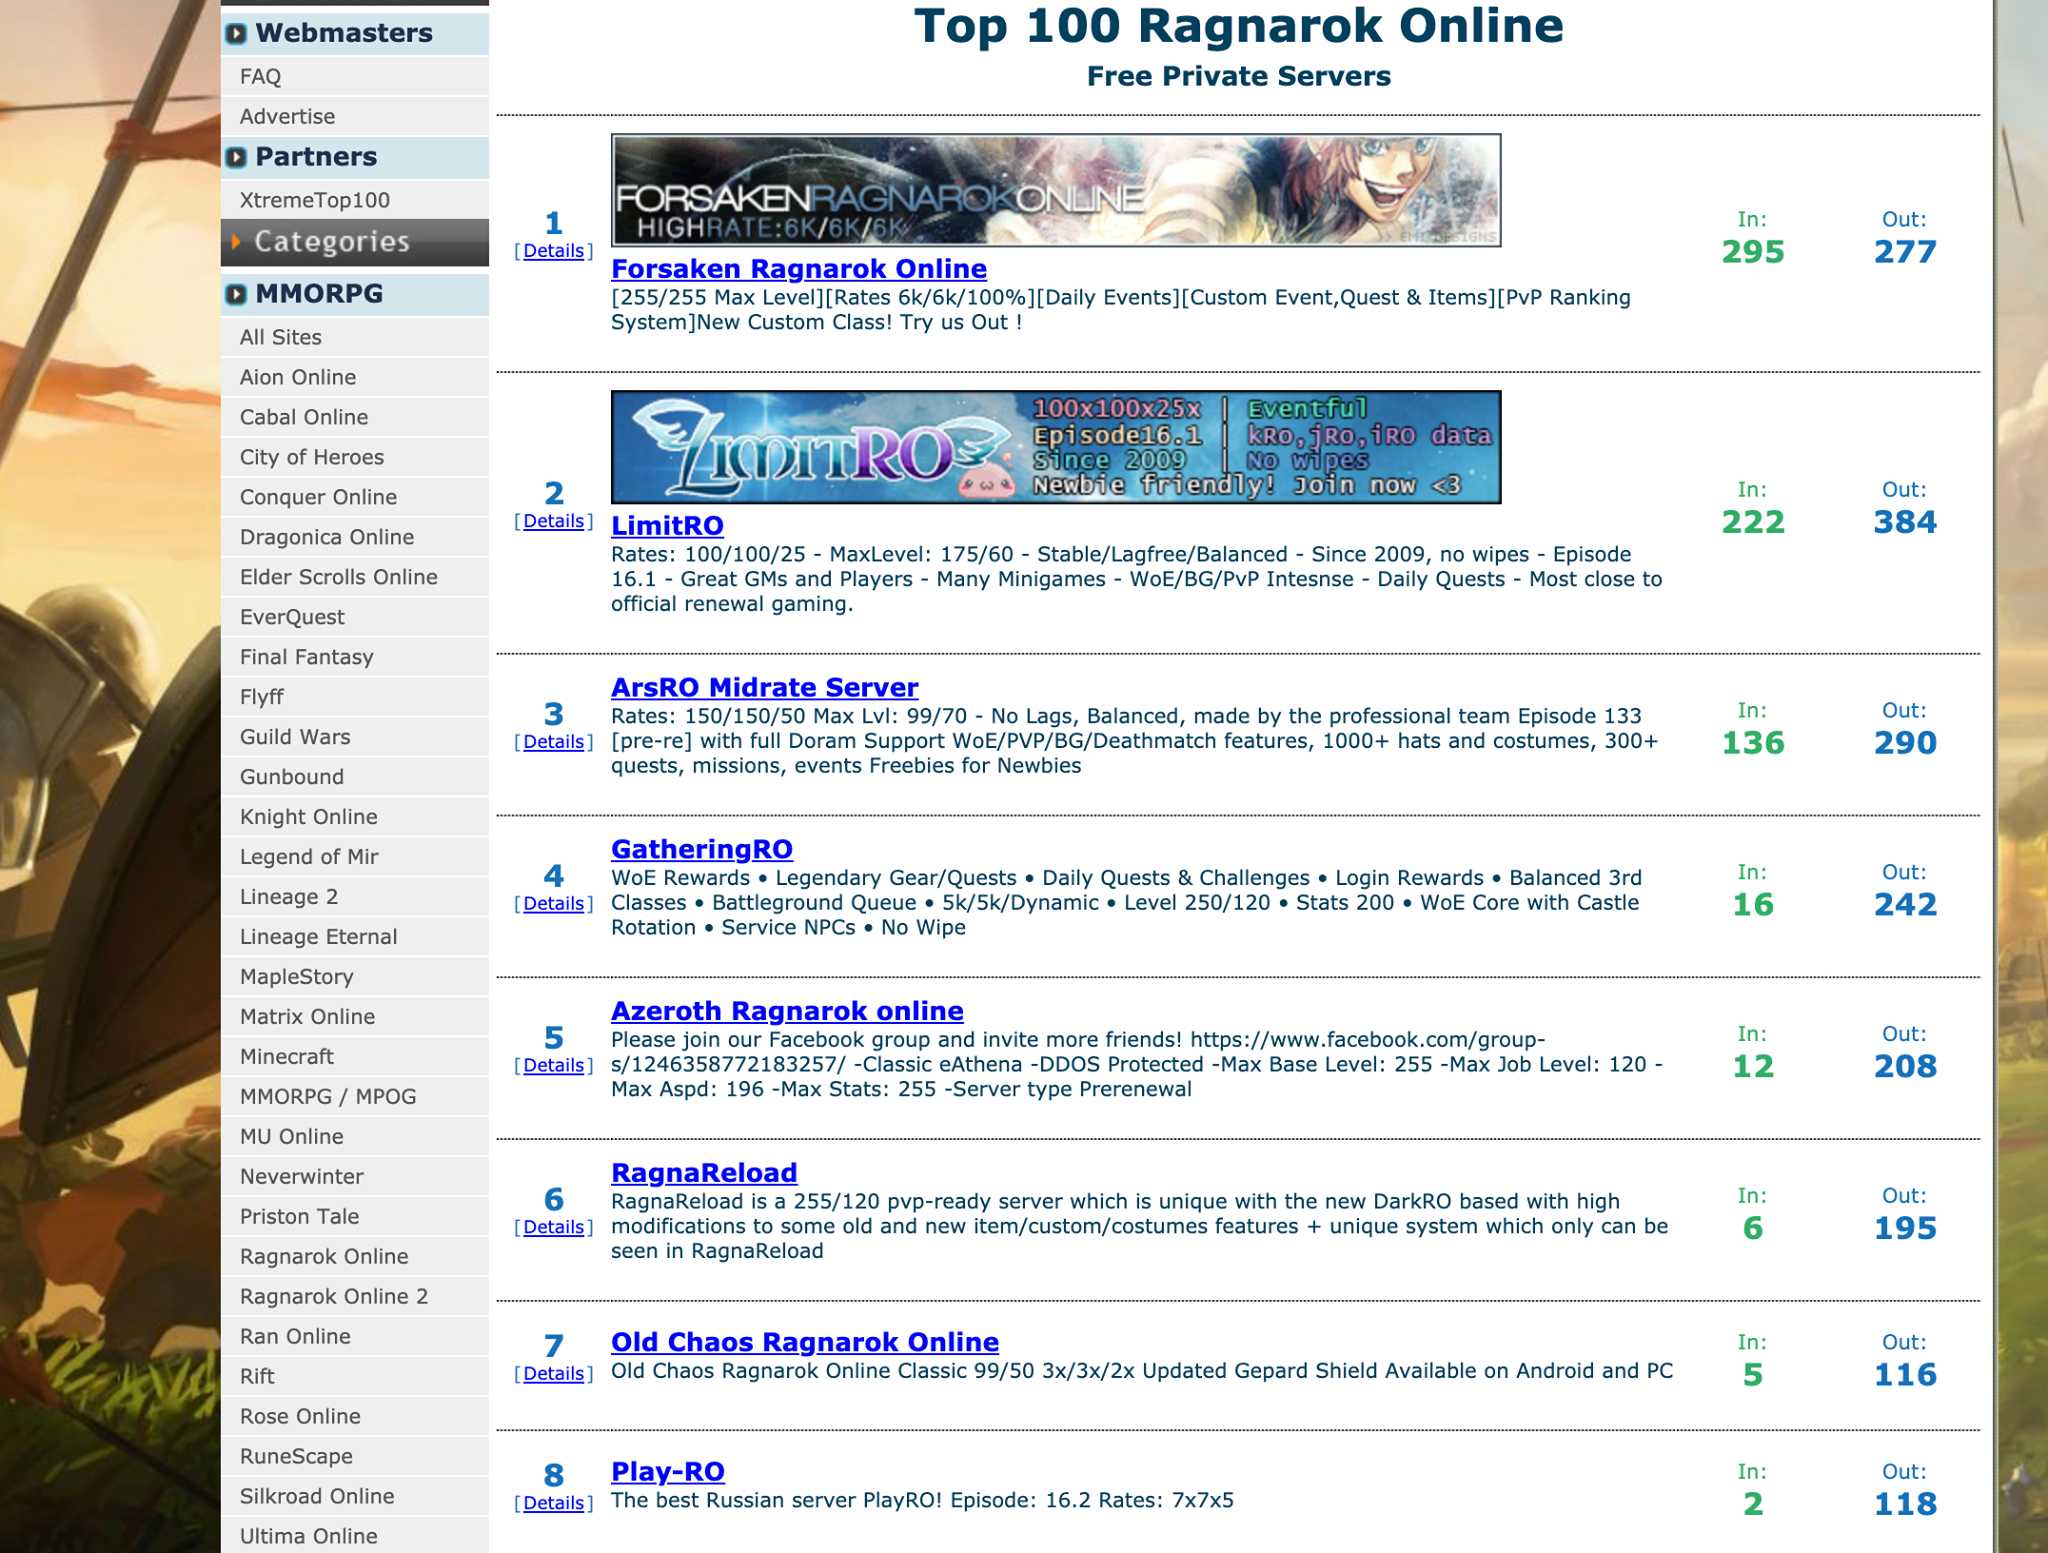 Webmasters
FAQ
Advertise
Partners
XtremeTop100
Categories
MMORPG
All Sites
Aion Online
Cabal Online
City of Heroes
Conquer Online
Dragonica Online
Elder Scrolls Online
EverQuest
Final Fantasy
Flyff
Guild Wars
Gunbound
Knight Online
Legend of Mir
Lineage 2
Lineage Eternal
MapleStory
Matrix Online
Minecraft
MMORPG / MPOG
MU Online
Neverwinter
Priston Tale
Ragnarok Online
Ragnarok Online 2
Ran Online
Rift
Rose Online
RuneScape
Silkroad Online
Ultima Online
Top 100 Ragnarok Online
Free Private Servers
1
[Details]
FORSAKENRAGNAROKONLINE
HIGHRATE:6K/6K/6K
Forsaken Ragnarok Online
[255/255 Max Level][Rates 6k/6k/100%][Daily Events][Custom Event,Quest & Items][PvP Ranking
System]New Custom Class! Try us Out !
In:
295
Out:
277
2
[Details]
LIMITRO
100x100x25x | Eventful
Episode16.1 | kRo,jRo,iRO data
Since 2009 | No wipes
Newbie friendly! Join now <3
LimitRO
Rates: 100/100/25 - MaxLevel: 175/60 - Stable/Lagfree/Balanced - Since 2009, no wipes - Episode
16.1 - Great GMs and Players - Many Minigames - WoE/BG/PvP Intesnse - Daily Quests - Most close to
official renewal gaming.
In:
222
Out:
384
3
[Details]
ArsRO Midrate Server
Rates: 150/150/50 Max Lvl: 99/70 - No Lags, Balanced, made by the professional team Episode 133
[pre-re] with full Doram Support WoE/PVP/BG/Deathmatch features, 1000+ hats and costumes, 300+
quests, missions, events Freebies for Newbies
In:
136
Out:
290
4
[Details]
GatheringRO
WoE Rewards • Legendary Gear/Quests • Daily Quests & Challenges • Login Rewards • Balanced 3rd
Classes • Battleground Queue • 5k/5k/Dynamic • Level 250/120 • Stats 200 • WoE Core with Castle
Rotation • Service NPCs • No Wipe
In:
16
Out:
242
5
[Details]
Azeroth Ragnarok online
Please join our Facebook group and invite more friends! https://www.facebook.com/group-
s/1246358772183257/ -Classic eAthena -DDOS Protected -Max Base Level: 255 -Max Job Level: 120 -
Max Aspd: 196 -Max Stats: 255 -Server type Prerenewal
In:
12
Out:
208
6
[Details]
RagnaReload
RagnaReload is a 255/120 pvp-ready server which is unique with the new DarkRO based with high
modifications to some old and new item/custom/costumes features + unique system which only can be
seen in RagnaReload
In:
6
Out:
195
7
[Details]
Old Chaos Ragnarok Online
Old Chaos Ragnarok Online Classic 99/50 3x/3x/2x Updated Gepard Shield Available on Android and PC
In:
5
Out:
116
8
[Details]
Play-RO
The best Russian server PlayRO! Episode: 16.2 Rates: 7x7x5
In:
2
Out:
118